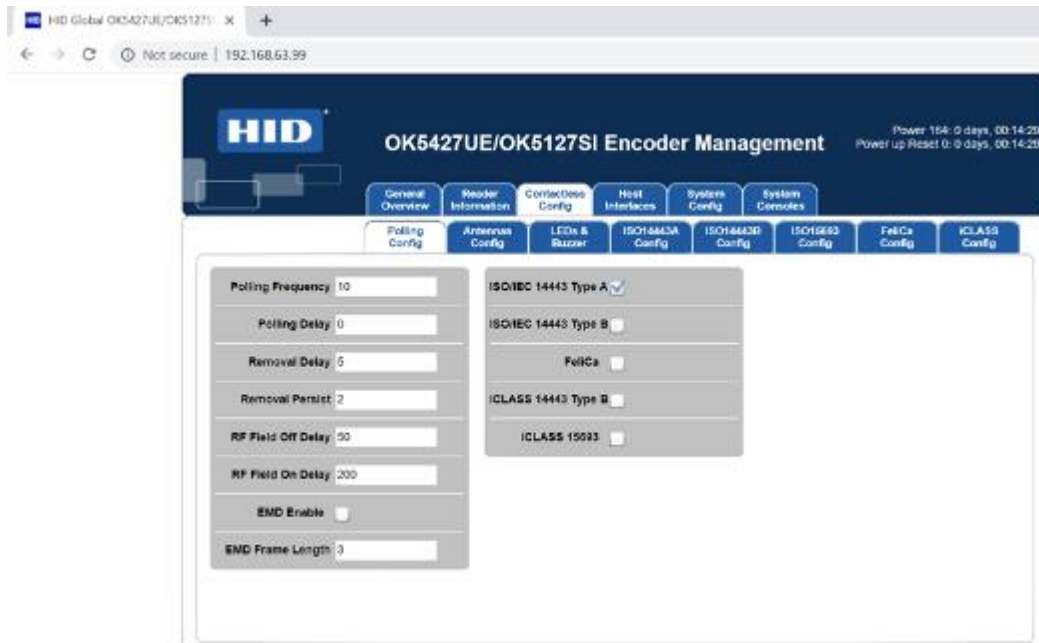 HID Global OK5427UE/OK5127S
Not secure | 192.168.63.99
HID
OK5427UE/OK5127SI Encoder Management
Power 164: 0 days, 00:14:29
Power up Reset 0: 0 days, 00:14:29
General Overview
Reader Information
Contactless Config
Host Interfaces
System Config
System Consoles
Polling Config
Antennas Config
LEDs & Buzzer
ISO14443A Config
ISO14443B Config
ISO15693 Config
FeliCa Config
iCLASS Config
Polling Frequency 10
Polling Delay 0
Removal Delay 5
Removal Persist 2
RF Field Off Delay 50
RF Field On Delay 200
EMD Enable
EMD Frame Length 3
ISO/IEC 14443 Type A
ISO/IEC 14443 Type B
FeliCa
iCLASS 14443 Type B
iCLASS 15693